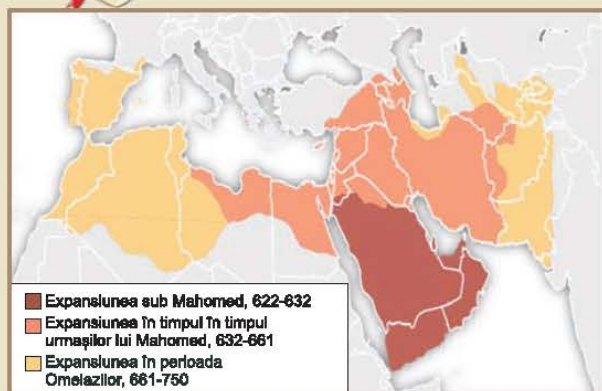 Expansiunea sub Mahomed, 622-632
Expansiunea în timpul în timpul
urmașilor lui Mahomed, 632-661
Expansiunea în perioada
Omeiazilor, 661-750